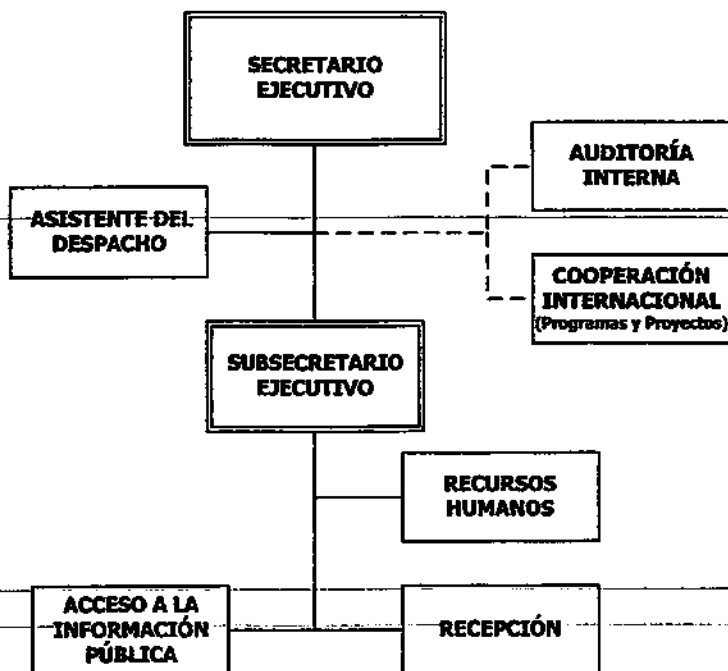 SECRETARIO
EJECUTIVO
AUDITORÍA
INTERNA
ASISTENTE DEL
DESPACHO
COOPERACIÓN
INTERNACIONAL
(Programas y Proyectos)
SUBSECRETARIO
EJECUTIVO
RECURSOS
HUMANOS
ACCESO A LA
INFORMACIÓN
PÚBLICA
RECEPCIÓN